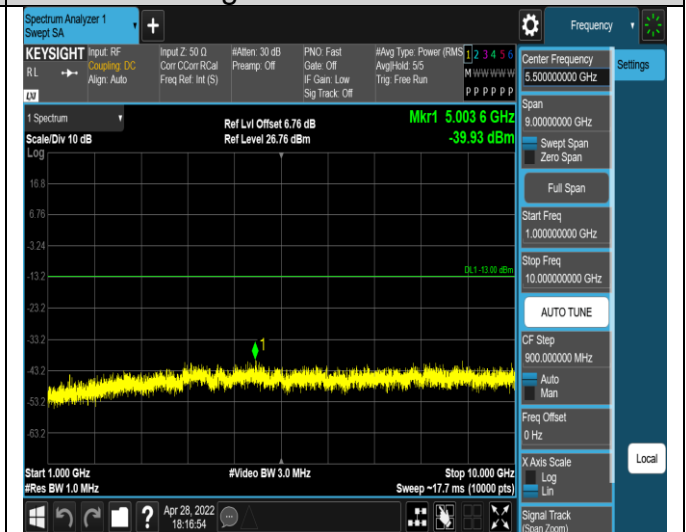 Spectrum Analyzer 1
Swept SA
Frequency
KEYSIGHT
RL
LXI
Input: RF
Coupling: DC
Align: Auto
Input Z: 50 Ω
Corr CCorr RCal
Freq Ref: Int (S)
#Atten: 30 dB
Preamp: Off
PNO: Fast
Gate: Off
IF Gain: Low
Sig Track: Off
#Avg Type: Power (RMS
Avg|Hold: 5/5
Trig: Free Run
1 2 3 4 5 6
M W W W W W
P P P P P P
1 Spectrum
Scale/Div 10 dB
Log
Ref Lvl Offset 6.76 dB
Ref Level 26.76 dBm
Mkr1 5.003 6 GHz
-39.93 dBm
16.8
6.76
-3.24
-13.2
-23.2
-33.2
-43.2
-53.2
-63.2
DL1 -13.00 dBm
1
Start 1.000 GHz
#Res BW 1.0 MHz
#Video BW 3.0 MHz
Stop 10.000 GHz
Sweep ~17.7 ms (10000 pts)
Apr 28, 2022
18:16:54
Center Frequency
5.500000000 GHz
Span
9.00000000 GHz
Swept Span
Zero Span
Full Span
Start Freq
1.000000000 GHz
Stop Freq
10.000000000 GHz
AUTO TUNE
CF Step
900.000000 MHz
Auto
Man
Freq Offset
0 Hz
X Axis Scale
Log
Lin
Signal Track
(Span Zoom)
Settings
Local